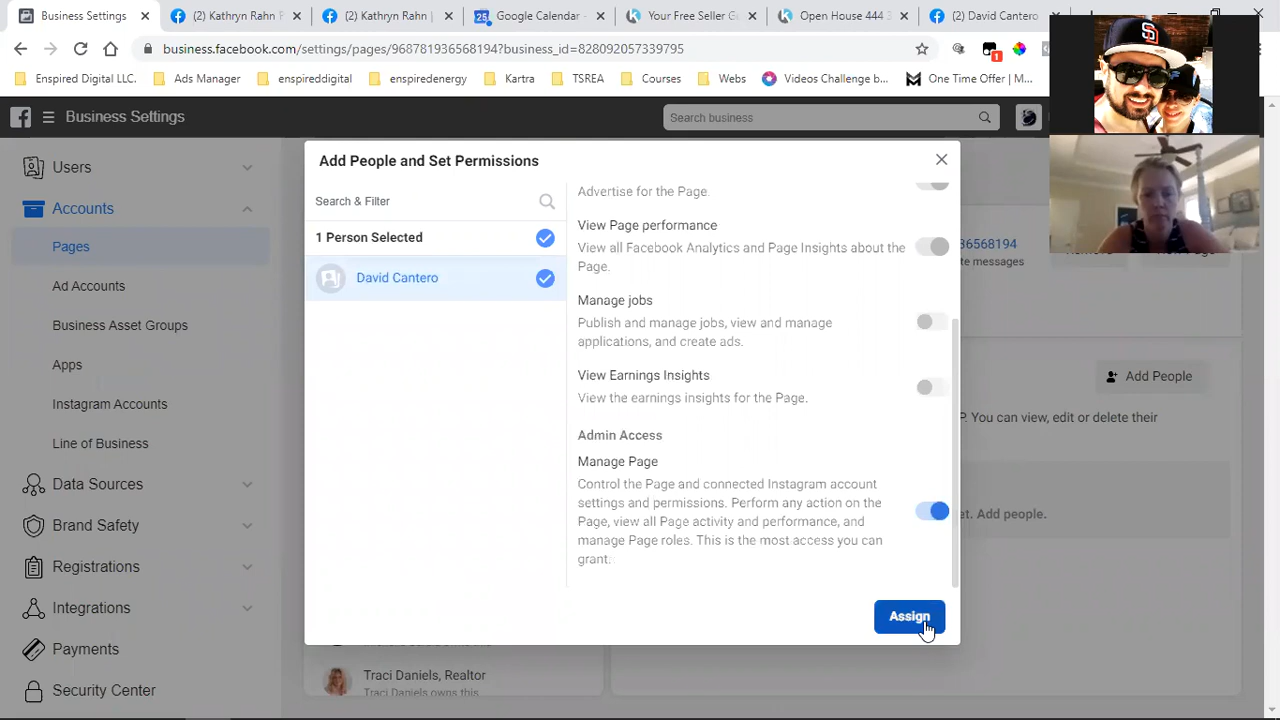 Business Settings
(2) Kathryn Rahn F
(2) Kathryn Rahn |
25
Google Calendar -
Your Free Seller G
Open House 444 3
(2) David Cantero
Enspired Digital LLC.
Ads Manager
enspireddigital
Kartra
TSREA
Courses
Webs
Videos Challenge b...
One Time Offer | M...
1
Business Settings
Search business
Users
Accounts
Pages
Ad Accounts
Business Asset Groups
Apps
Instagram Accounts
Line of Business
Data Sources
Brand Safety
Registrations
Integrations
Payments
Security Center
Add People and Set Permissions
Search & Filter
1 Person Selected
David Cantero
Advertise for the Page.
View Page performance
View all Facebook Analytics and Page Insights about the
Page.
Manage jobs
Publish and manage jobs, view and manage
applications, and create ads.
View Earnings Insights
View the earnings insights for the Page.
Admin Access
Manage Page
Control the Page and connected Instagram account
settings and permissions. Perform any action on the
Page, view all Page activity and performance, and
manage Page roles. This is the most access you can
grant.
Assign
36568194
te messages
Add People
P. You can view, edit or delete their
et. Add people.
Traci Daniels, Realtor
Traci Daniels owns this